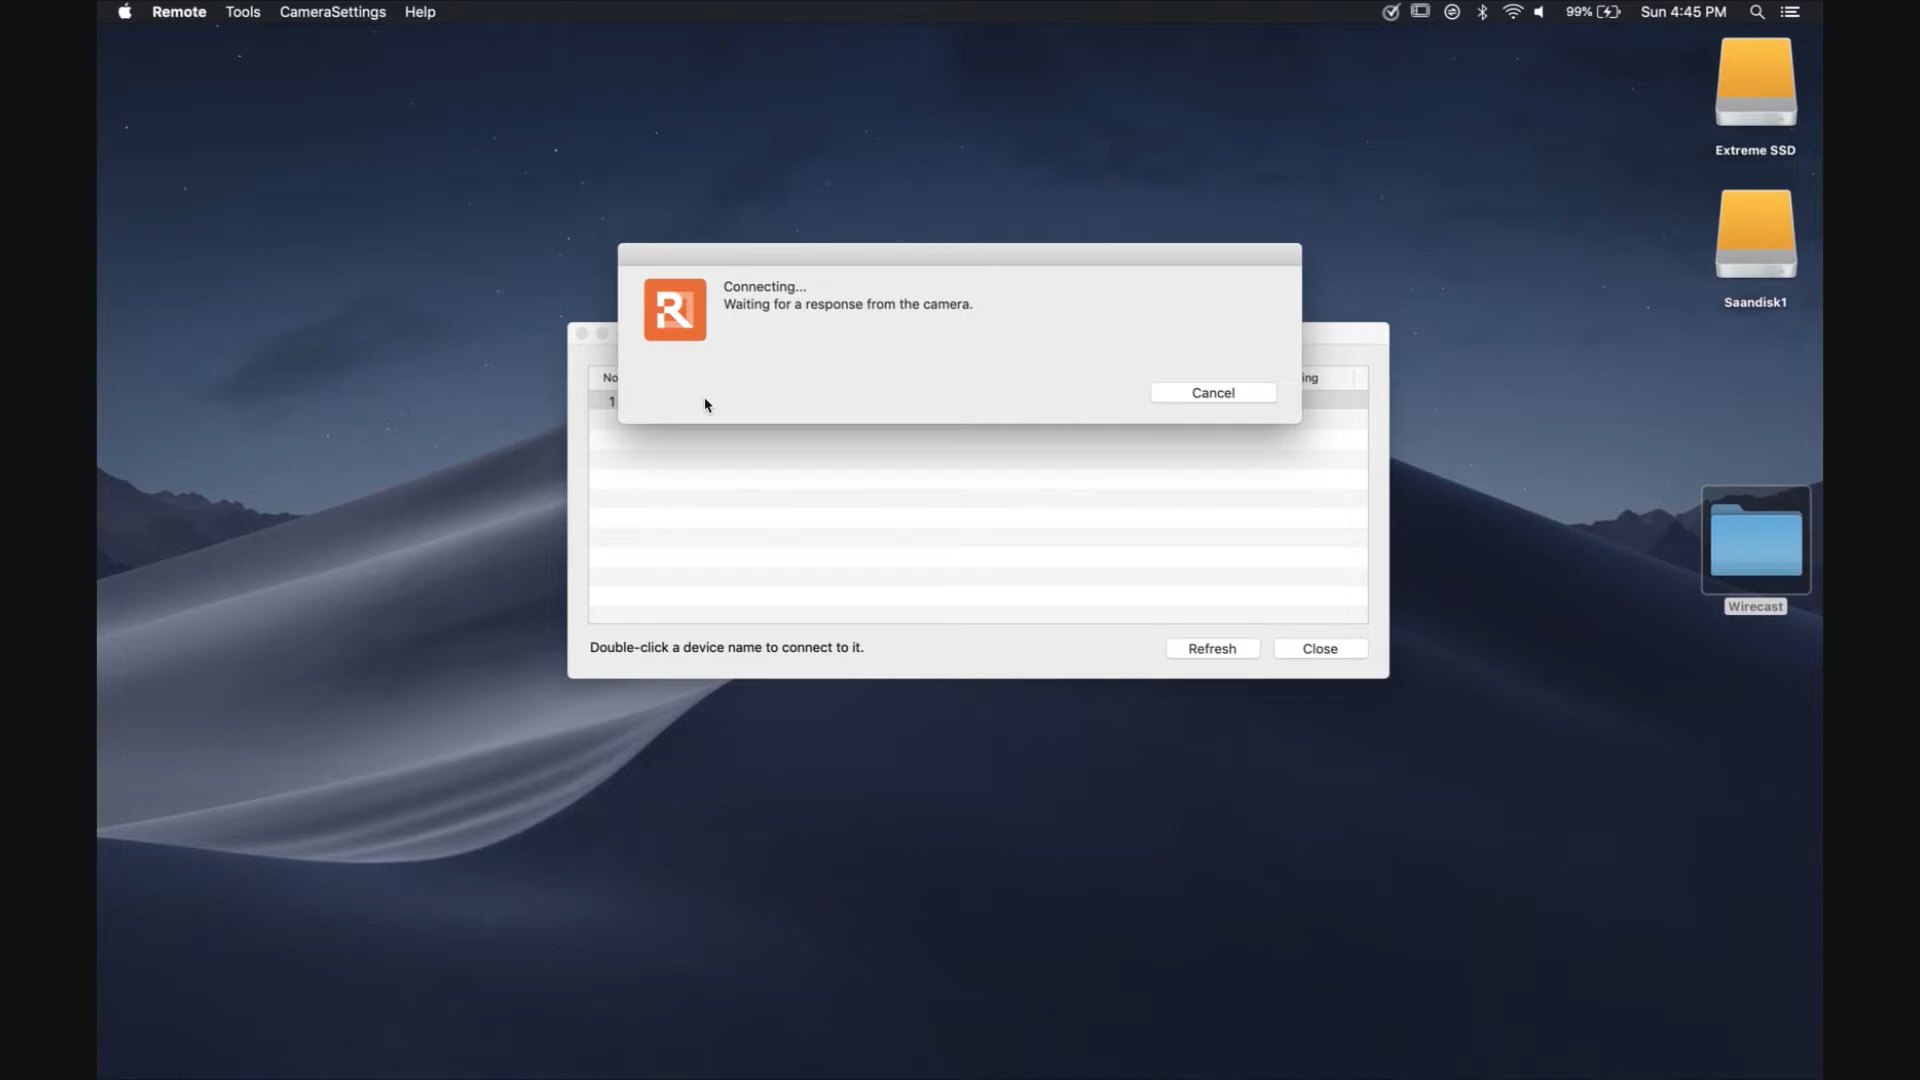 Remote Tools CameraSettings Help 99% Sun 4:45 PM
Extreme SSD
Saandisk1
Wirecast
R
Connecting...
Waiting for a response from the camera.
Cancel
No
ing
1
Double-click a device name to connect to it.
Refresh Close